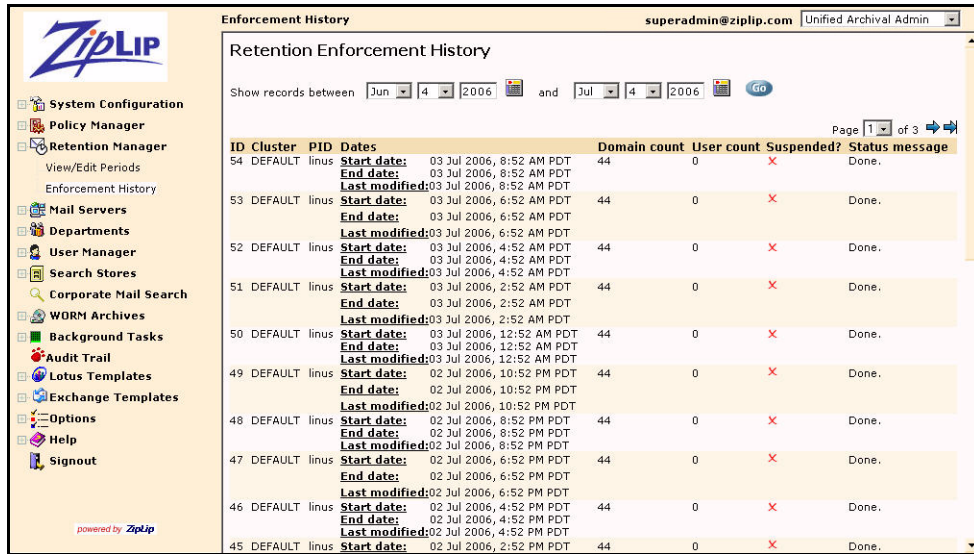 ZipLip
Enforcement History
superadmin@ziplip.com Unified Archival Admin
System Configuration
Policy Manager
Retention Manager
View/Edit Periods
Enforcement History
Mail Servers
Departments
User Manager
Search Stores
Corporate Mail Search
WORM Archives
Background Tasks
Audit Trail
Lotus Templates
Exchange Templates
Options
Help
Signout
powered by ZipLip
Retention Enforcement History
Show records between Jun 4 2006 and Jul 4 2006 Go
Page 1 of 3
ID Cluster PID Dates Domain count User count Suspended? Status message
54 DEFAULT linus Start date: 03 Jul 2006, 8:52 AM PDT 44 0 X Done.
End date: 03 Jul 2006, 8:52 AM PDT
Last modified:03 Jul 2006, 8:52 AM PDT
53 DEFAULT linus Start date: 03 Jul 2006, 6:52 AM PDT 44 0 X Done.
End date: 03 Jul 2006, 6:52 AM PDT
Last modified:03 Jul 2006, 6:52 AM PDT
52 DEFAULT linus Start date: 03 Jul 2006, 4:52 AM PDT 44 0 X Done.
End date: 03 Jul 2006, 4:52 AM PDT
Last modified:03 Jul 2006, 4:52 AM PDT
51 DEFAULT linus Start date: 03 Jul 2006, 2:52 AM PDT 44 0 X Done.
End date: 03 Jul 2006, 2:52 AM PDT
Last modified:03 Jul 2006, 2:52 AM PDT
50 DEFAULT linus Start date: 03 Jul 2006, 12:52 AM PDT 44 0 X Done.
End date: 03 Jul 2006, 12:52 AM PDT
Last modified:03 Jul 2006, 12:52 AM PDT
49 DEFAULT linus Start date: 02 Jul 2006, 10:52 PM PDT 44 0 X Done.
End date: 02 Jul 2006, 10:52 PM PDT
Last modified:02 Jul 2006, 10:52 PM PDT
48 DEFAULT linus Start date: 02 Jul 2006, 8:52 PM PDT 44 0 X Done.
End date: 02 Jul 2006, 8:52 PM PDT
Last modified:02 Jul 2006, 8:52 PM PDT
47 DEFAULT linus Start date: 02 Jul 2006, 6:52 PM PDT 44 0 X Done.
End date: 02 Jul 2006, 6:52 PM PDT
Last modified:02 Jul 2006, 6:52 PM PDT
46 DEFAULT linus Start date: 02 Jul 2006, 4:52 PM PDT 44 0 X Done.
End date: 02 Jul 2006, 4:52 PM PDT
Last modified:02 Jul 2006, 4:52 PM PDT
45 DEFAULT linus Start date: 02 Jul 2006, 2:52 PM PDT 44 0 X Done.